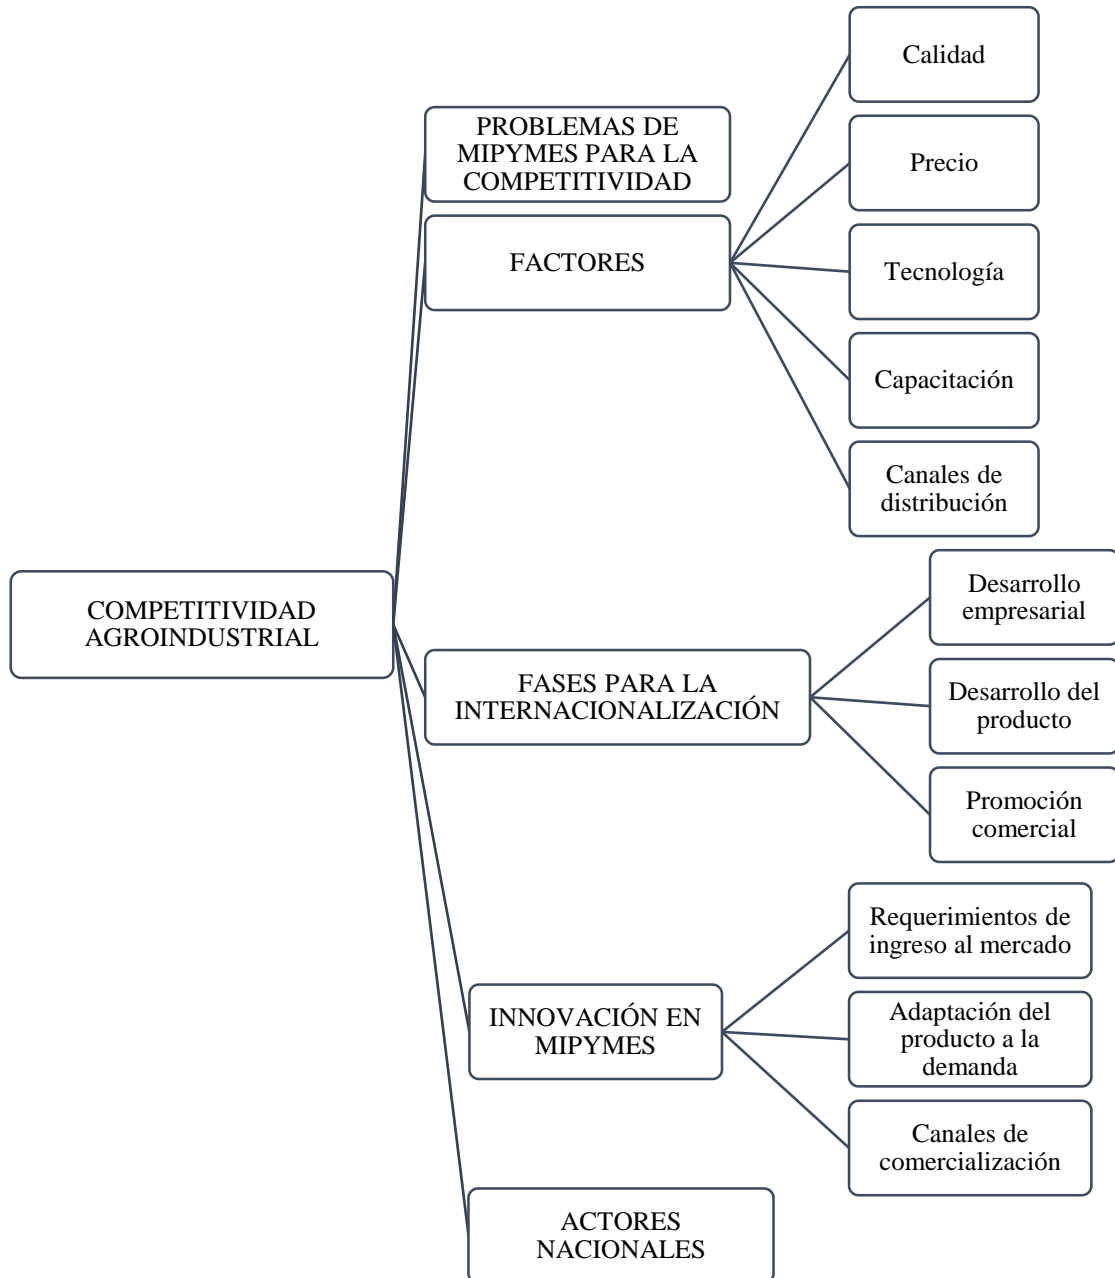 COMPETITIVIDAD
AGROINDUSTRIAL
PROBLEMAS DE
MIPYMES PARA LA
COMPETITIVIDAD
FACTORES
Calidad
Precio
Tecnología
Capacitación
Canales de
distribución
FASES PARA LA
INTERNACIONALIZACIÓN
Desarrollo
empresarial
Desarrollo del
producto
Promoción
comercial
INNOVACIÓN EN
MIPYMES
Requerimientos de
ingreso al mercado
Adaptación del
producto a la
demanda
Canales de
comercialización
ACTORES
NACIONALES